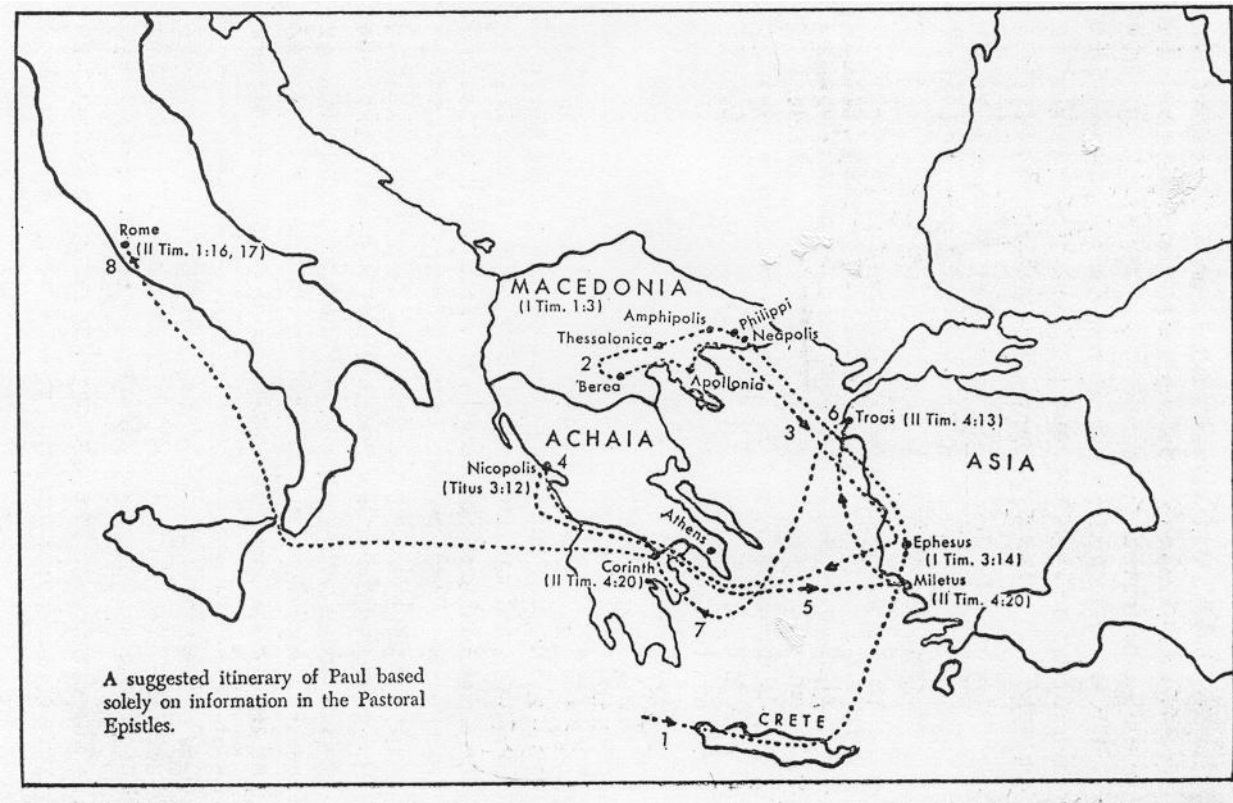 Rome
(II Tim. 1:16, 17)
8
MACEDONIA
(I Tim. 1:3)
Amphipolis
Philippi
Neapolis
Thessalonica
2
Berea
Apollonia
6
Troas (II Tim. 4:13)
3
ACHAIA
ASIA
4
Nicopolis
(Titus 3:12)
Athens
Ephesus
(I Tim. 3:14)
Corinth
(II Tim. 4:20)
Miletus
(II Tim. 4:20)
5
7
A suggested itinerary of Paul based
solely on information in the Pastoral
Epistles.
CRETE
1